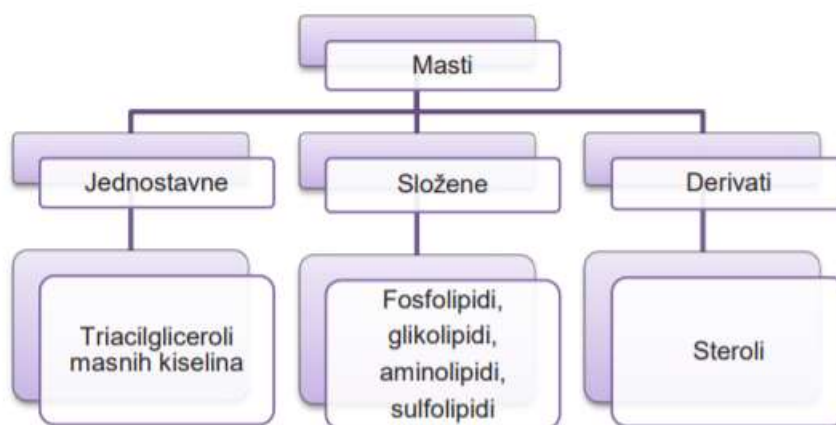 Masti
Jednostavne
Složene
Derivati
Triacilgliceroli
masnih kiselina
Fosfolipidi,
glikolipidi,
aminolipidi,
sulfolipidi
Steroli